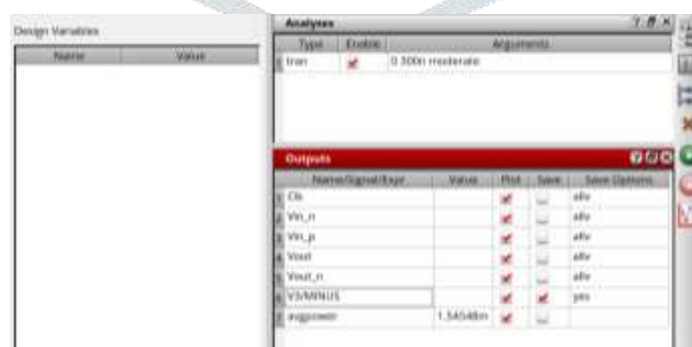 Design Variables
Name Value
Analyses
Type Enable Arguments
1 tran 0 300n moderate
Outputs
Name/Signal/Expr Value Plot Save Save Options
1 Clk allv
2 Vin_n allv
3 Vin_p allv
4 Vout allv
5 Vout_n allv
6 V3/MINUS yes
7 avgpower